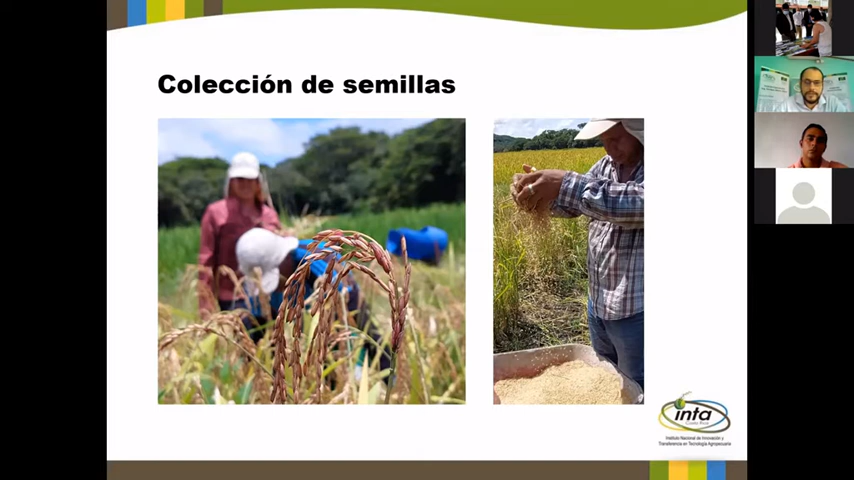 Colección de semillas
inta
Costa Rica
Instituto Nacional de Innovación y
Transferencia en Tecnología Agropecuaria